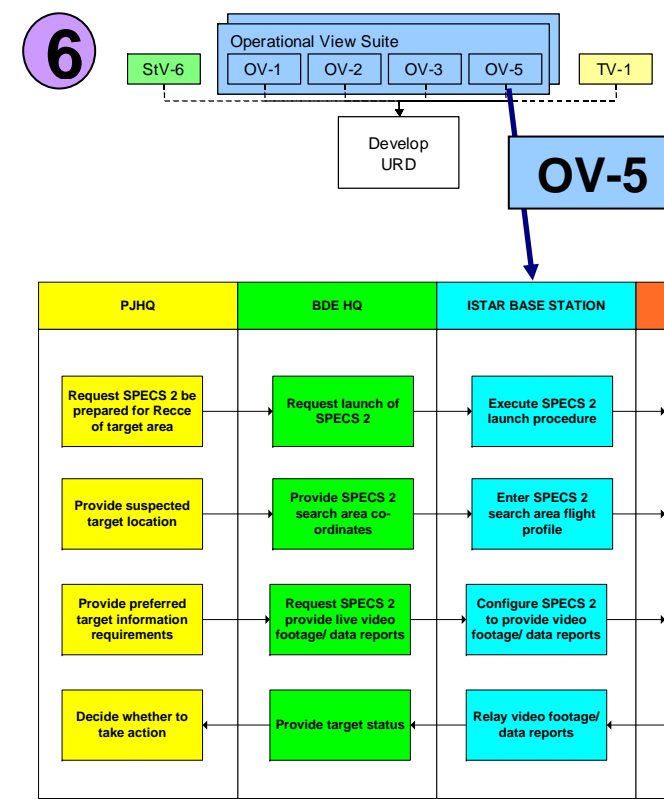 6
Operational View Suite
StV-6
OV-1
OV-2
OV-3
OV-5
TV-1
Develop
URD
OV-5
PJHQ
BDE HQ
ISTAR BASE STATION
Request SPECS 2 be
prepared for Recce
of target area
Request launch of
SPECS 2
Execute SPECS 2
launch procedure
Provide suspected
target location
Provide SPECS 2
search area co-
ordinates
Enter SPECS 2
search area flight
profile
Provide preferred
target information
requirements
Request SPECS 2
provide live video
footage/ data reports
Configure SPECS 2
to provide video
footage/ data reports
Decide whether to
take action
Provide target status
Relay video footage/
data reports